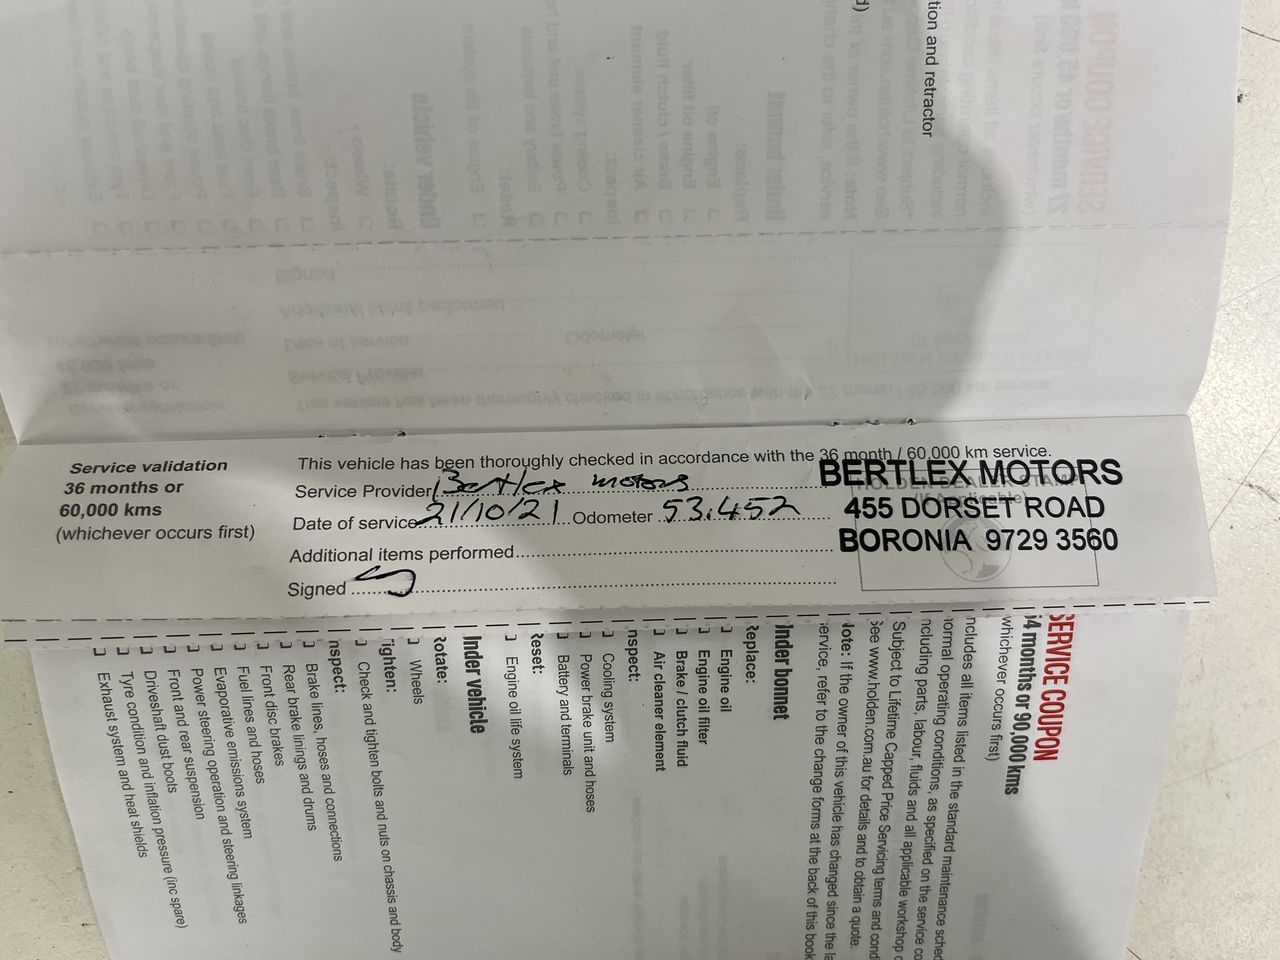 tion and retractor
d)
Service validation
36 months or
60,000 kms
(whichever occurs first)
This vehicle has been thoroughly checked in accordance with the 36 month / 60,000 km service.
Service Provider Bertlex motors
Date of service 21/10/21 Odometer 53,452
Additional items performed
Signed
HOLDEN DEALER STAMP
(If Applicable)
BERTLEX MOTORS
455 DORSET ROAD
BORONIA 9729 3560
SERVICE COUPON
54 months or 90,000 kms
whichever occurs first)
ncludes all items listed in the standard maintenance sched
normal operating conditions, as specified on the service co
ncluding parts, labour, fluids and all applicable workshop c
Subject to Lifetime Capped Price Servicing terms and cond
See www.holden.com.au for details and to obtain a quote.
Note: If the owner of this vehicle has changed since the la
service, refer to the change forms at the back of this book
Under bonnet
Replace:
Engine oil
Engine oil filter
Brake / clutch fluid
Air cleaner element
nspect:
Cooling system
Power brake unit and hoses
Battery and terminals
Reset:
Engine oil life system
Under vehicle
Rotate:
Wheels
Tighten:
Check and tighten bolts and nuts on chassis and body
nspect:
Brake lines, hoses and connections
Rear brake linings and drums
Front disc brakes
Fuel lines and hoses
Evaporative emissions system
Power steering operation and steering linkages
Front and rear suspension
Driveshaft dust boots
Tyre condition and inflation pressure (inc spare)
Exhaust system and heat shields